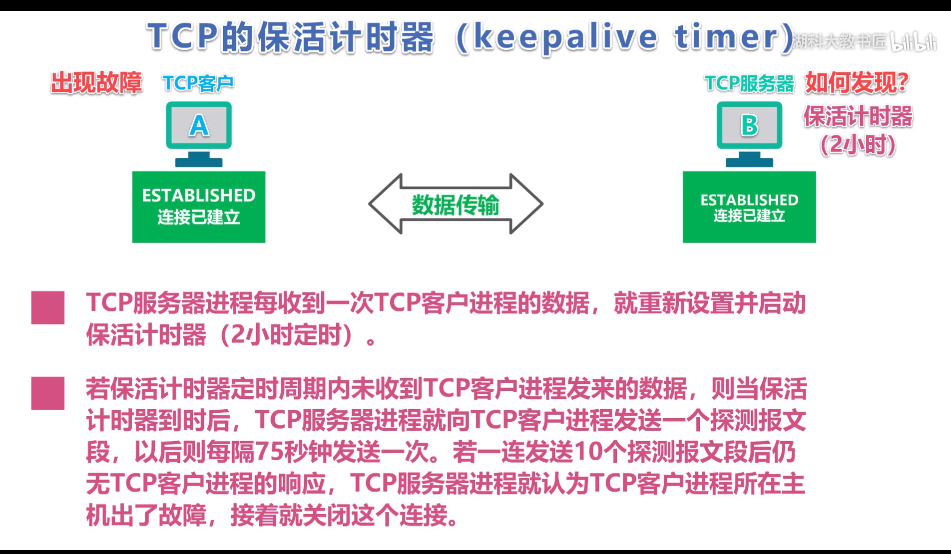 TCP的保活计时器（keepalive timer）
湖科大教书匠 bilibili
出现故障 TCP客户
TCP服务器 如何发现？
A
B
保活计时器
（2小时）
ESTABLISHED
连接已建立
数据传输
ESTABLISHED
连接已建立
TCP服务器进程每收到一次TCP客户进程的数据，就重新设置并启动
保活计时器（2小时定时）。
若保活计时器定时周期内未收到TCP客户进程发来的数据，则当保活
计时器到时后，TCP服务器进程就向TCP客户进程发送一个探测报文
段，以后则每隔75秒钟发送一次。若一连发送10个探测报文段后仍
无TCP客户进程的响应，TCP服务器进程就认为TCP客户进程所在主
机出了故障，接着就关闭这个连接。